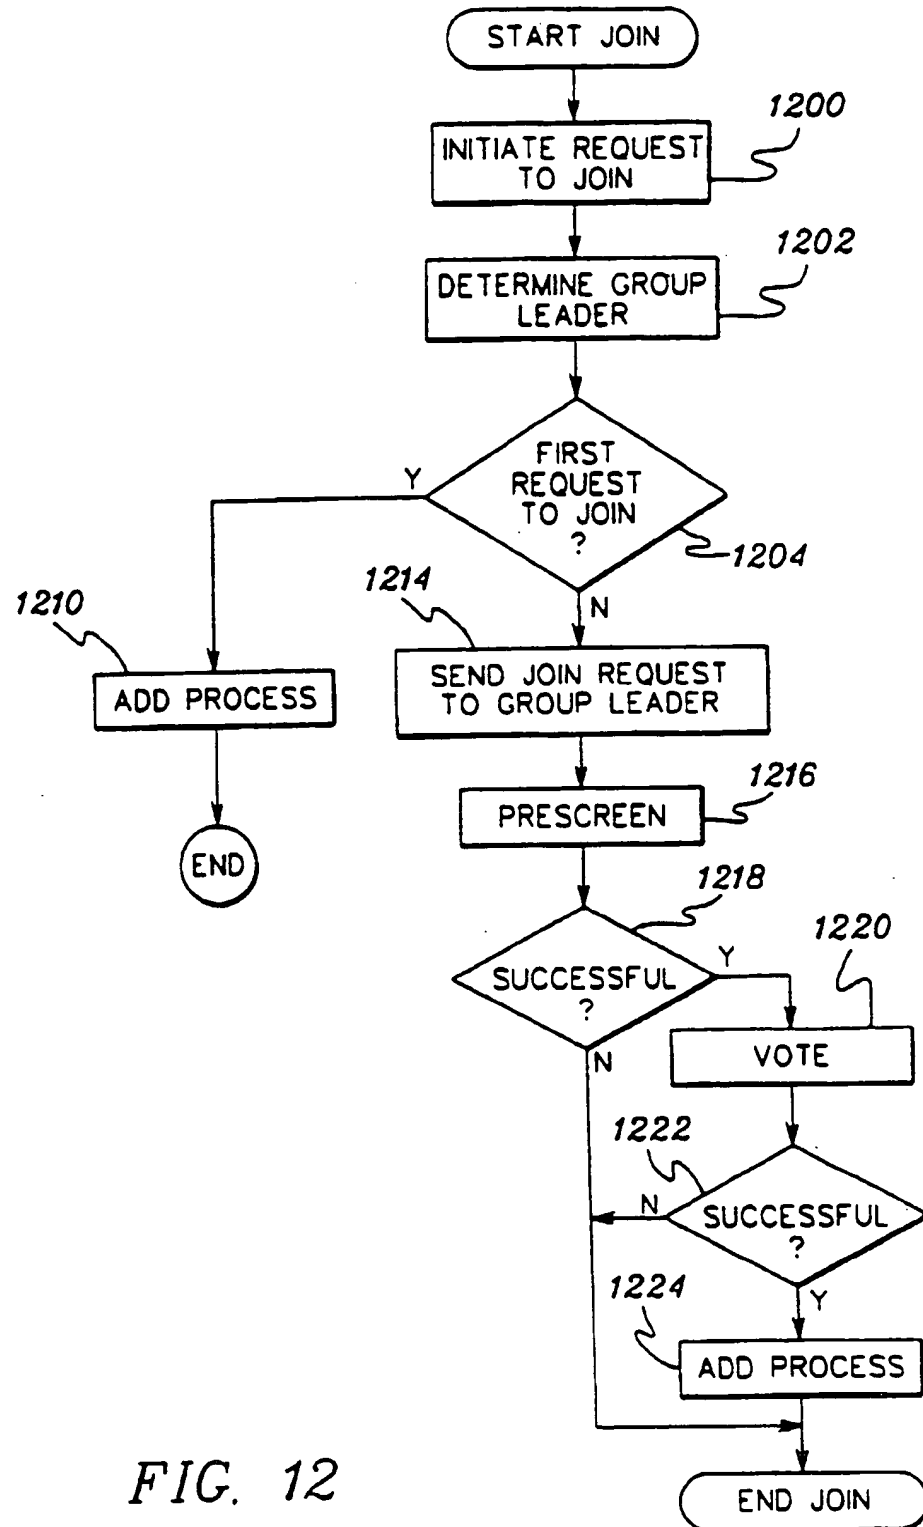 START JOIN
1200
INITIATE REQUEST
TO JOIN
1202
DETERMINE GROUP
LEADER
FIRST
REQUEST
TO JOIN
?
Y
1204
N
1214
1210
SEND JOIN REQUEST
TO GROUP LEADER
ADD PROCESS
1216
PRESCREEN
END
1218
1220
SUCCESSFUL
?
Y
N
VOTE
1222
N
SUCCESSFUL
?
Y
1224
ADD PROCESS
END JOIN
FIG. 12